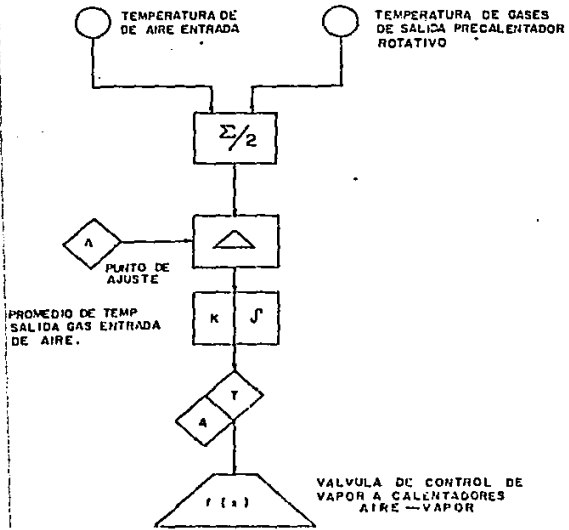 TEMPERATURA DE
DE AIRE ENTRADA
TEMPERATURA DE GASES
DE SALIDA PRECALENTADOR
ROTATIVO
Σ/2
A
△
PUNTO DE
AJUSTE
PROMEDIO DE TEMP
SALIDA GAS ENTRADA
DE AIRE.
K ∫
T
A
f (x)
VALVULA DE CONTROL DE
VAPOR A CALENTADORES
AIRE—VAPOR